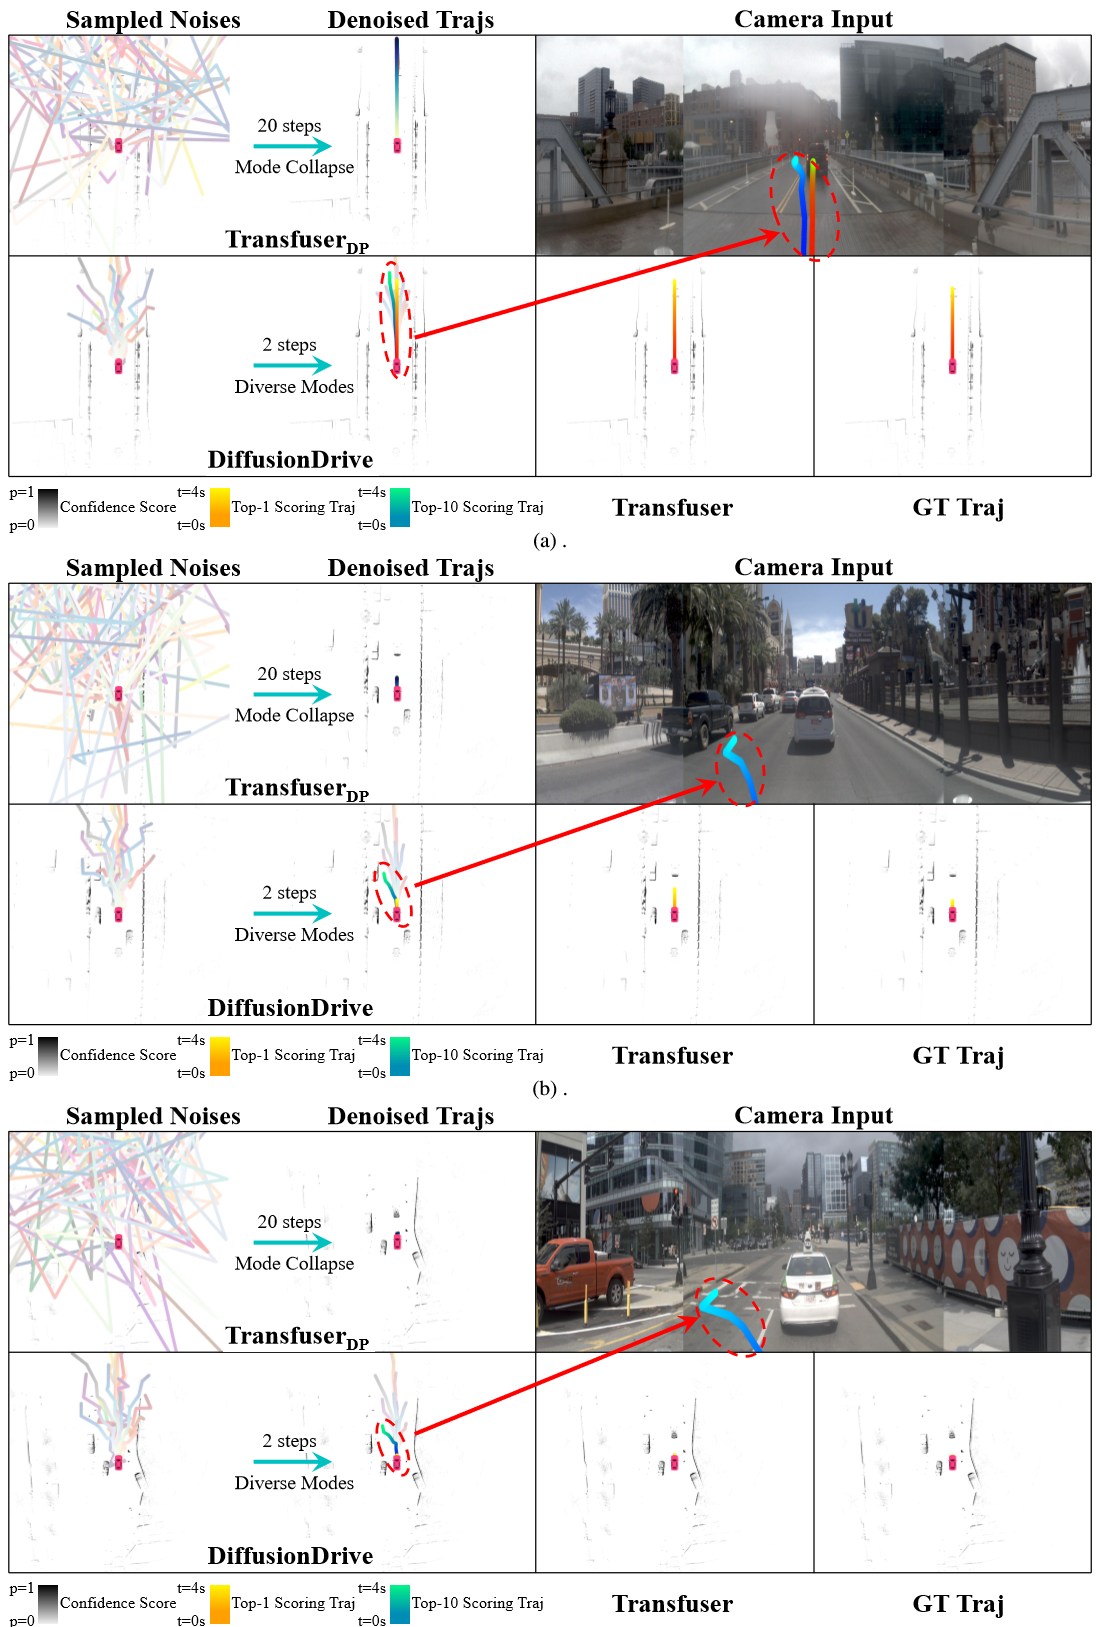 Sampled Noises
Denoised Trajs
Camera Input
20 steps
Mode Collapse
Transfuser_DP
2 steps
Diverse Modes
DiffusionDrive
p=1
p=0
Confidence Score
t=4s
t=0s
Top-1 Scoring Traj
t=4s
t=0s
Top-10 Scoring Traj
Transfuser
GT Traj
(a) .
Sampled Noises
Denoised Trajs
Camera Input
20 steps
Mode Collapse
Transfuser_DP
2 steps
Diverse Modes
DiffusionDrive
p=1
p=0
Confidence Score
t=4s
t=0s
Top-1 Scoring Traj
t=4s
t=0s
Top-10 Scoring Traj
Transfuser
GT Traj
(b) .
Sampled Noises
Denoised Trajs
Camera Input
20 steps
Mode Collapse
Transfuser_DP
2 steps
Diverse Modes
DiffusionDrive
p=1
p=0
Confidence Score
t=4s
t=0s
Top-1 Scoring Traj
t=4s
t=0s
Top-10 Scoring Traj
Transfuser
GT Traj